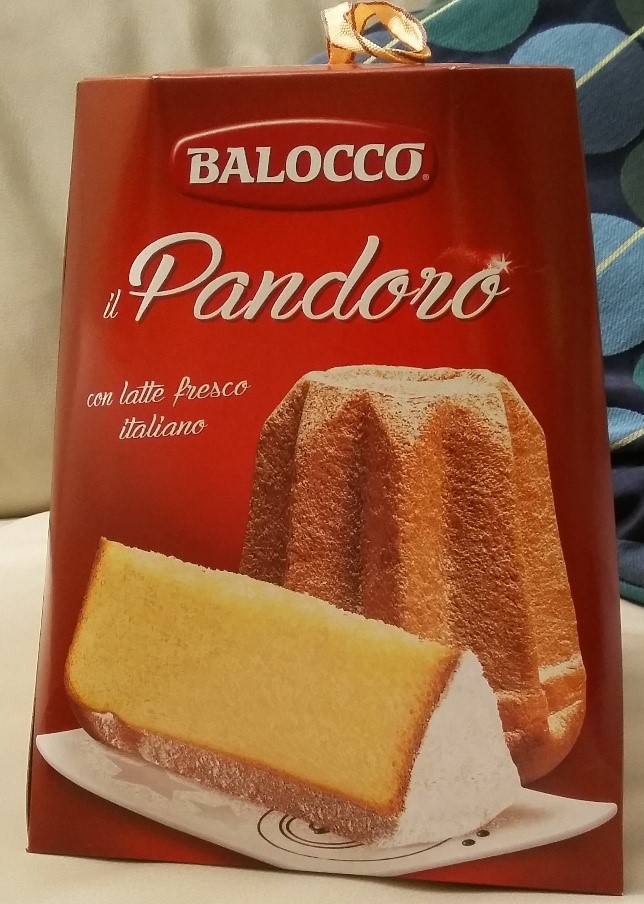 BALOCCO®
il Pandoro
con latte fresco
italiano